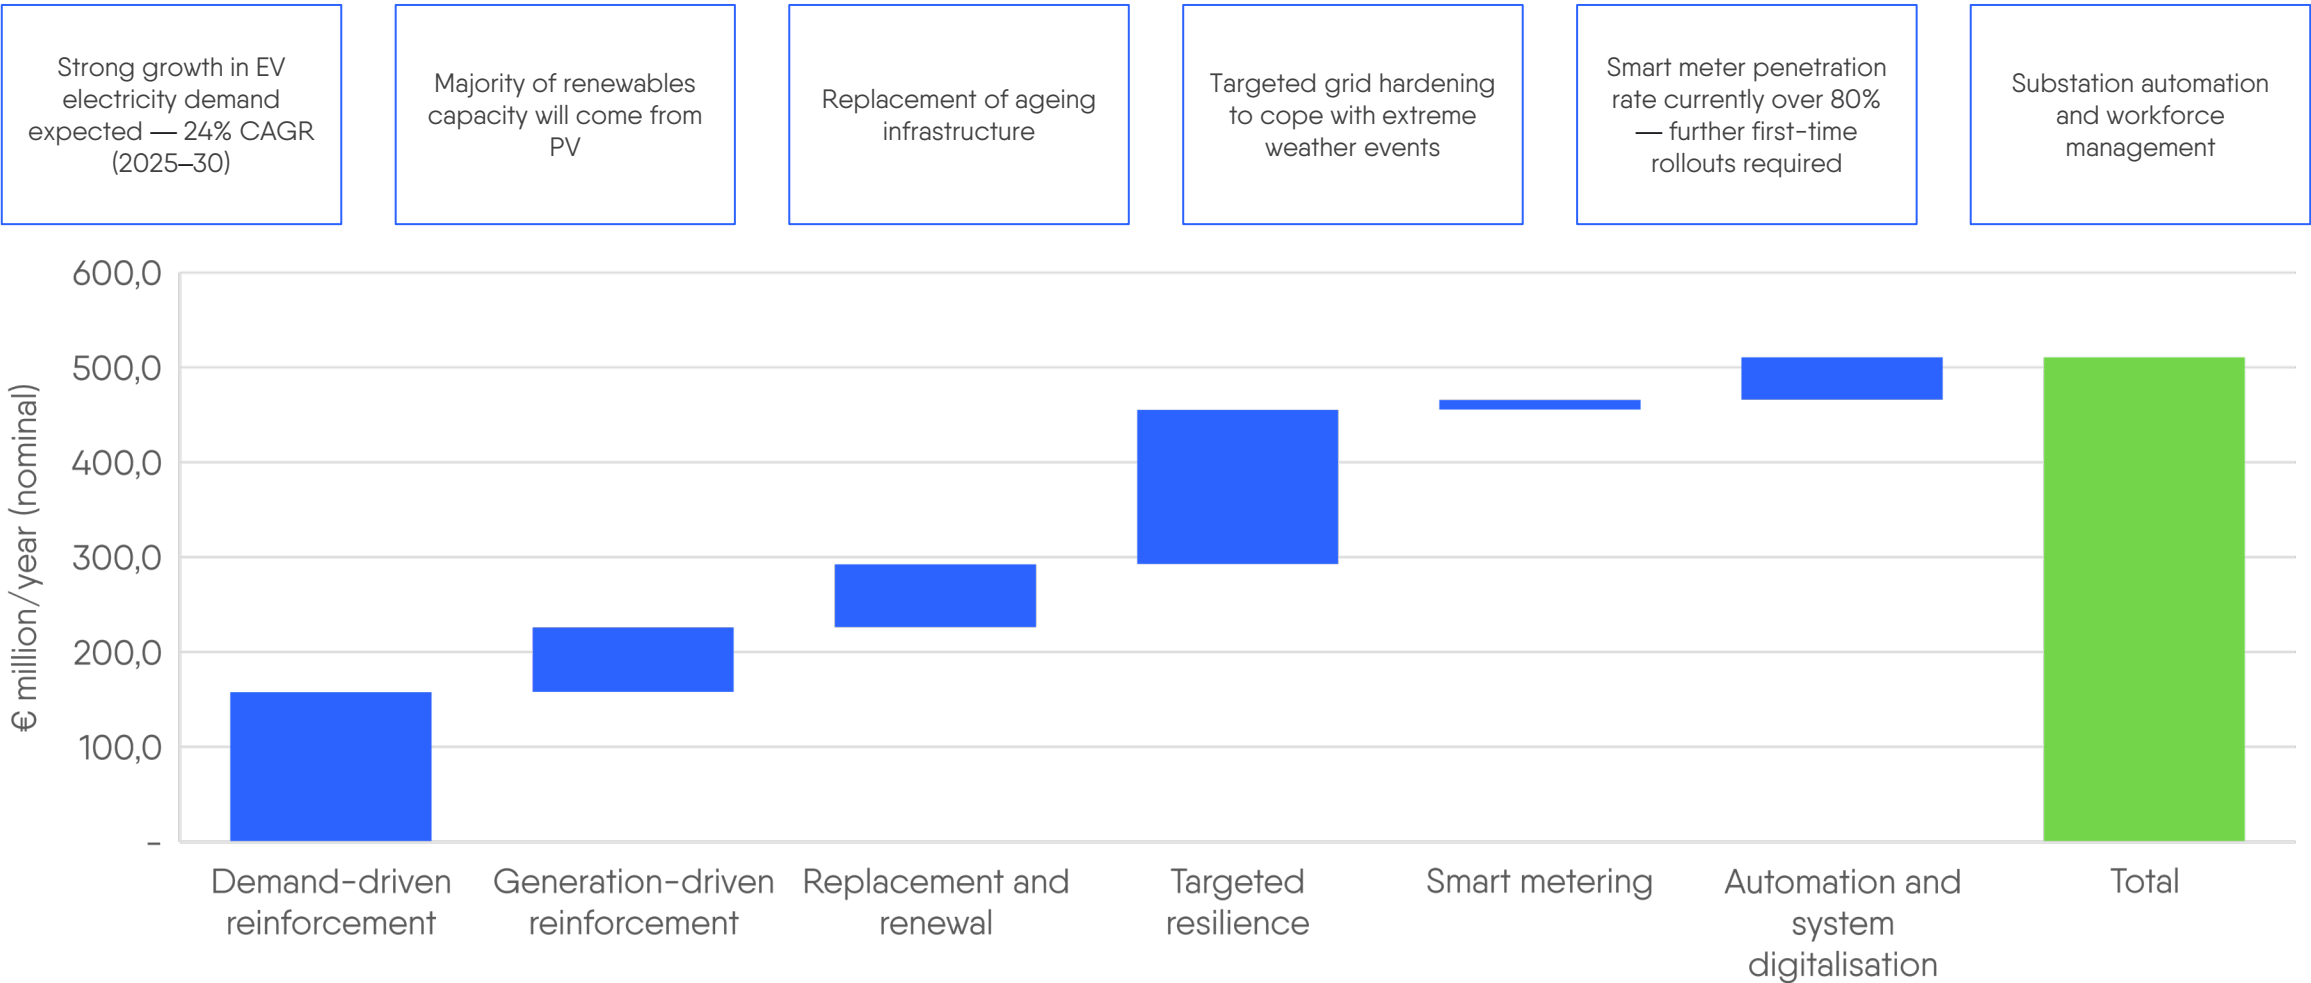 Strong growth in EV
electricity demand
expected — 24% CAGR
(2025–30)
Majority of renewables
capacity will come from
PV
Replacement of ageing
infrastructure
Targeted grid hardening
to cope with extreme
weather events
Smart meter penetration
rate currently over 80%
— further first-time
rollouts required
Substation automation
and workforce
management
€ million/year (nominal)
600,0
500,0
400,0
300,0
200,0
100,0
–
Demand-driven
reinforcement
Generation-driven
reinforcement
Replacement and
renewal
Targeted
resilience
Smart metering
Automation and
system
digitalisation
Total